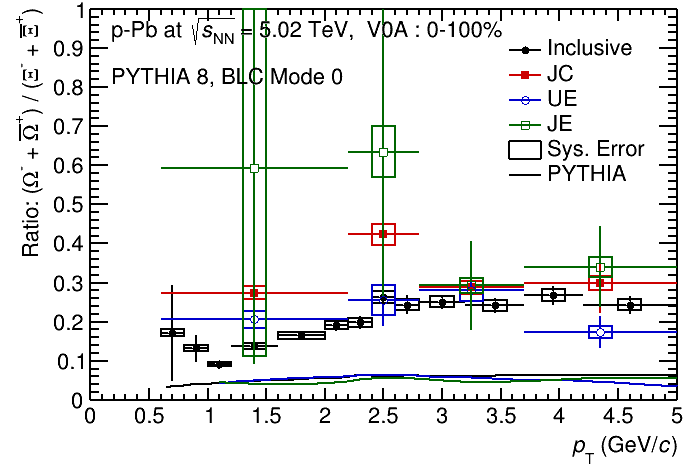 p-Pb at √s_NN = 5.02 TeV, V0A : 0-100%
PYTHIA 8, BLC Mode 0
Inclusive
JC
UE
JE
Sys. Error
PYTHIA
Ratio: (Ω⁻ + Ω̅⁺) / (Ξ⁻ + Ξ̅⁺)
1
0.9
0.8
0.7
0.6
0.5
0.4
0.3
0.2
0.1
0
0 0.5 1 1.5 2 2.5 3 3.5 4 4.5 5
p_T (GeV/c)